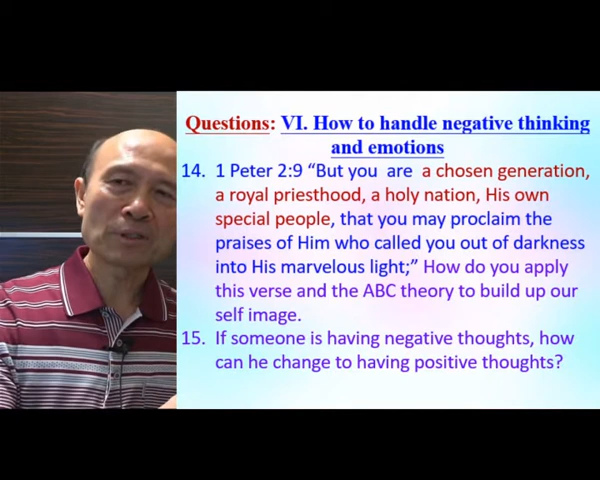 Questions: VI. How to handle negative thinking
and emotions
14. 1 Peter 2:9 “But you are a chosen generation,
a royal priesthood, a holy nation, His own
special people, that you may proclaim the
praises of Him who called you out of darkness
into His marvelous light;” How do you apply
this verse and the ABC theory to build up our
self image.
15. If someone is having negative thoughts, how
can he change to having positive thoughts?